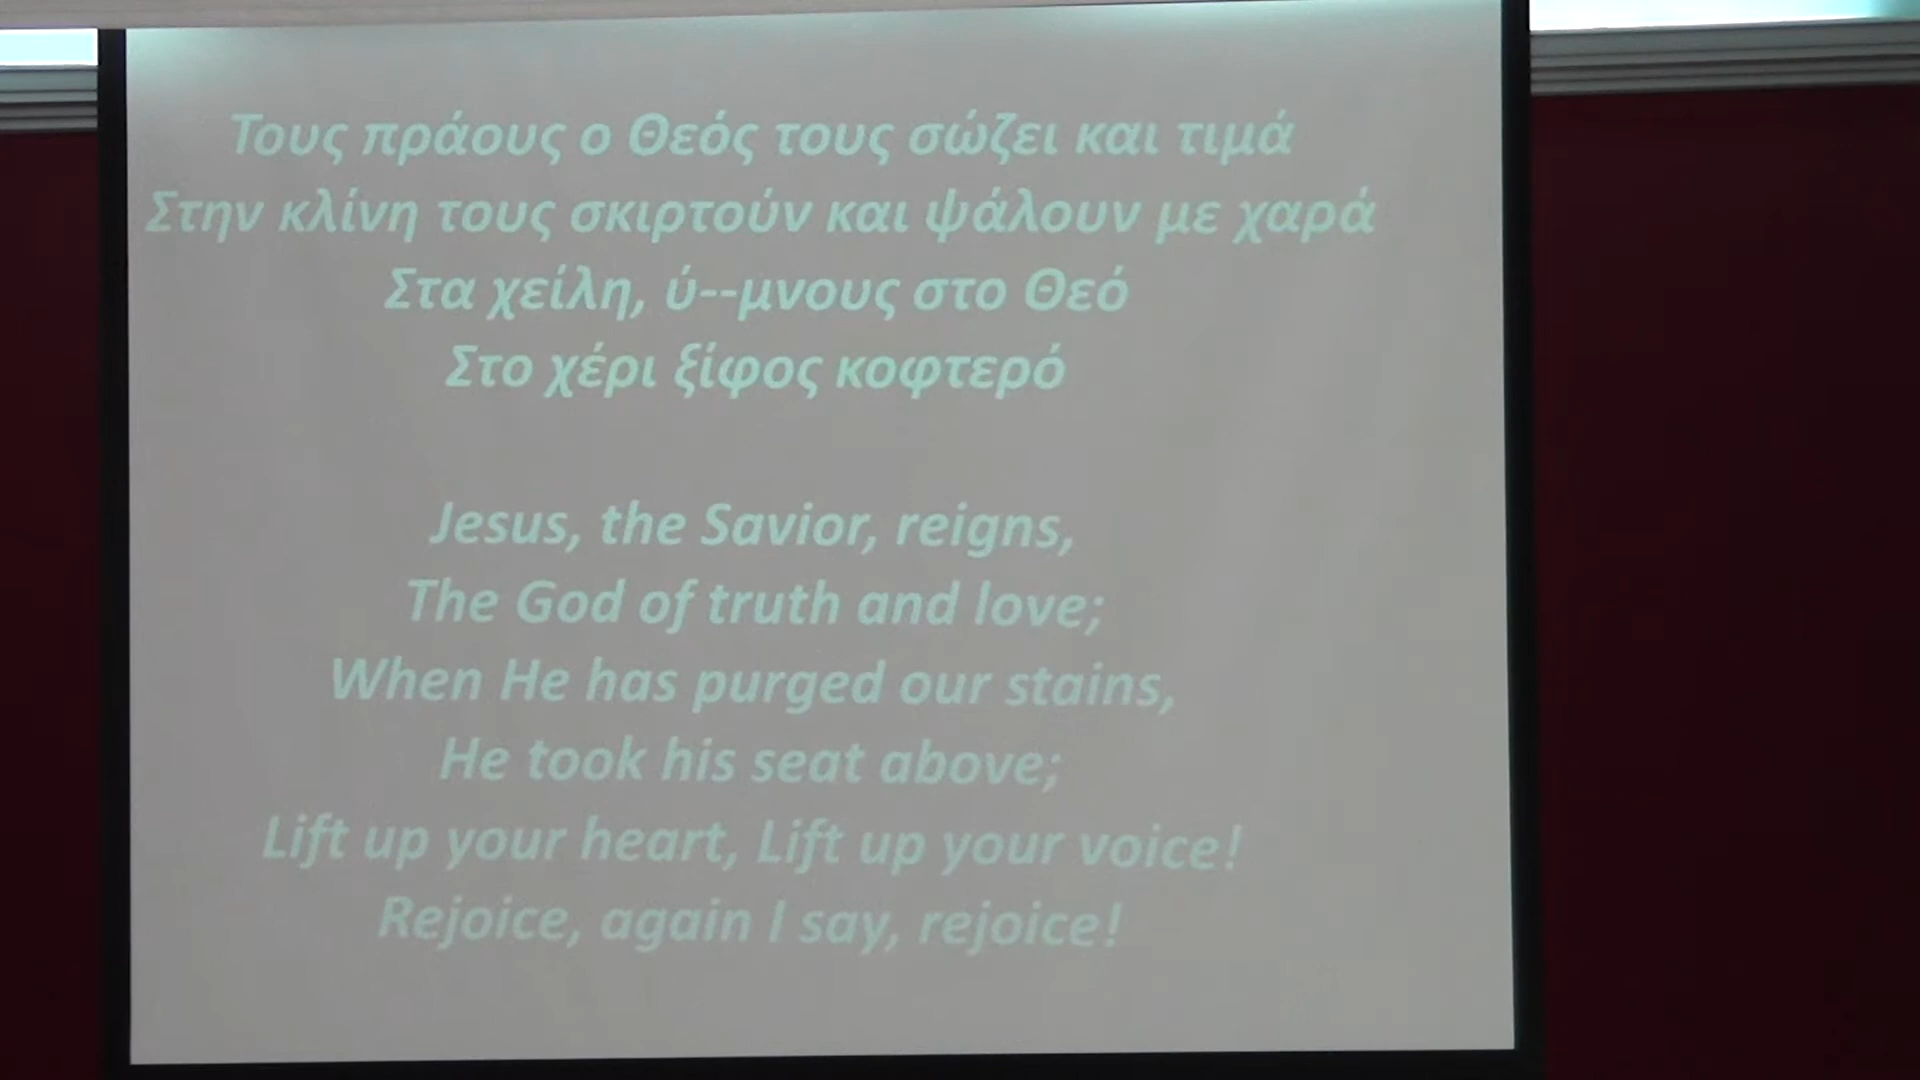 Τους πράους ο Θεός τους σώζει και τιμά
Στην κλίνη τους σκιρτούν και ψάλουν με χαρά
Στα χείλη, ύ--μνους στο Θεό
Στο χέρι ξίφος κοφτερό
Jesus, the Savior, reigns,
The God of truth and love;
When He has purged our stains,
He took his seat above;
Lift up your heart, Lift up your voice!
Rejoice, again I say, rejoice!